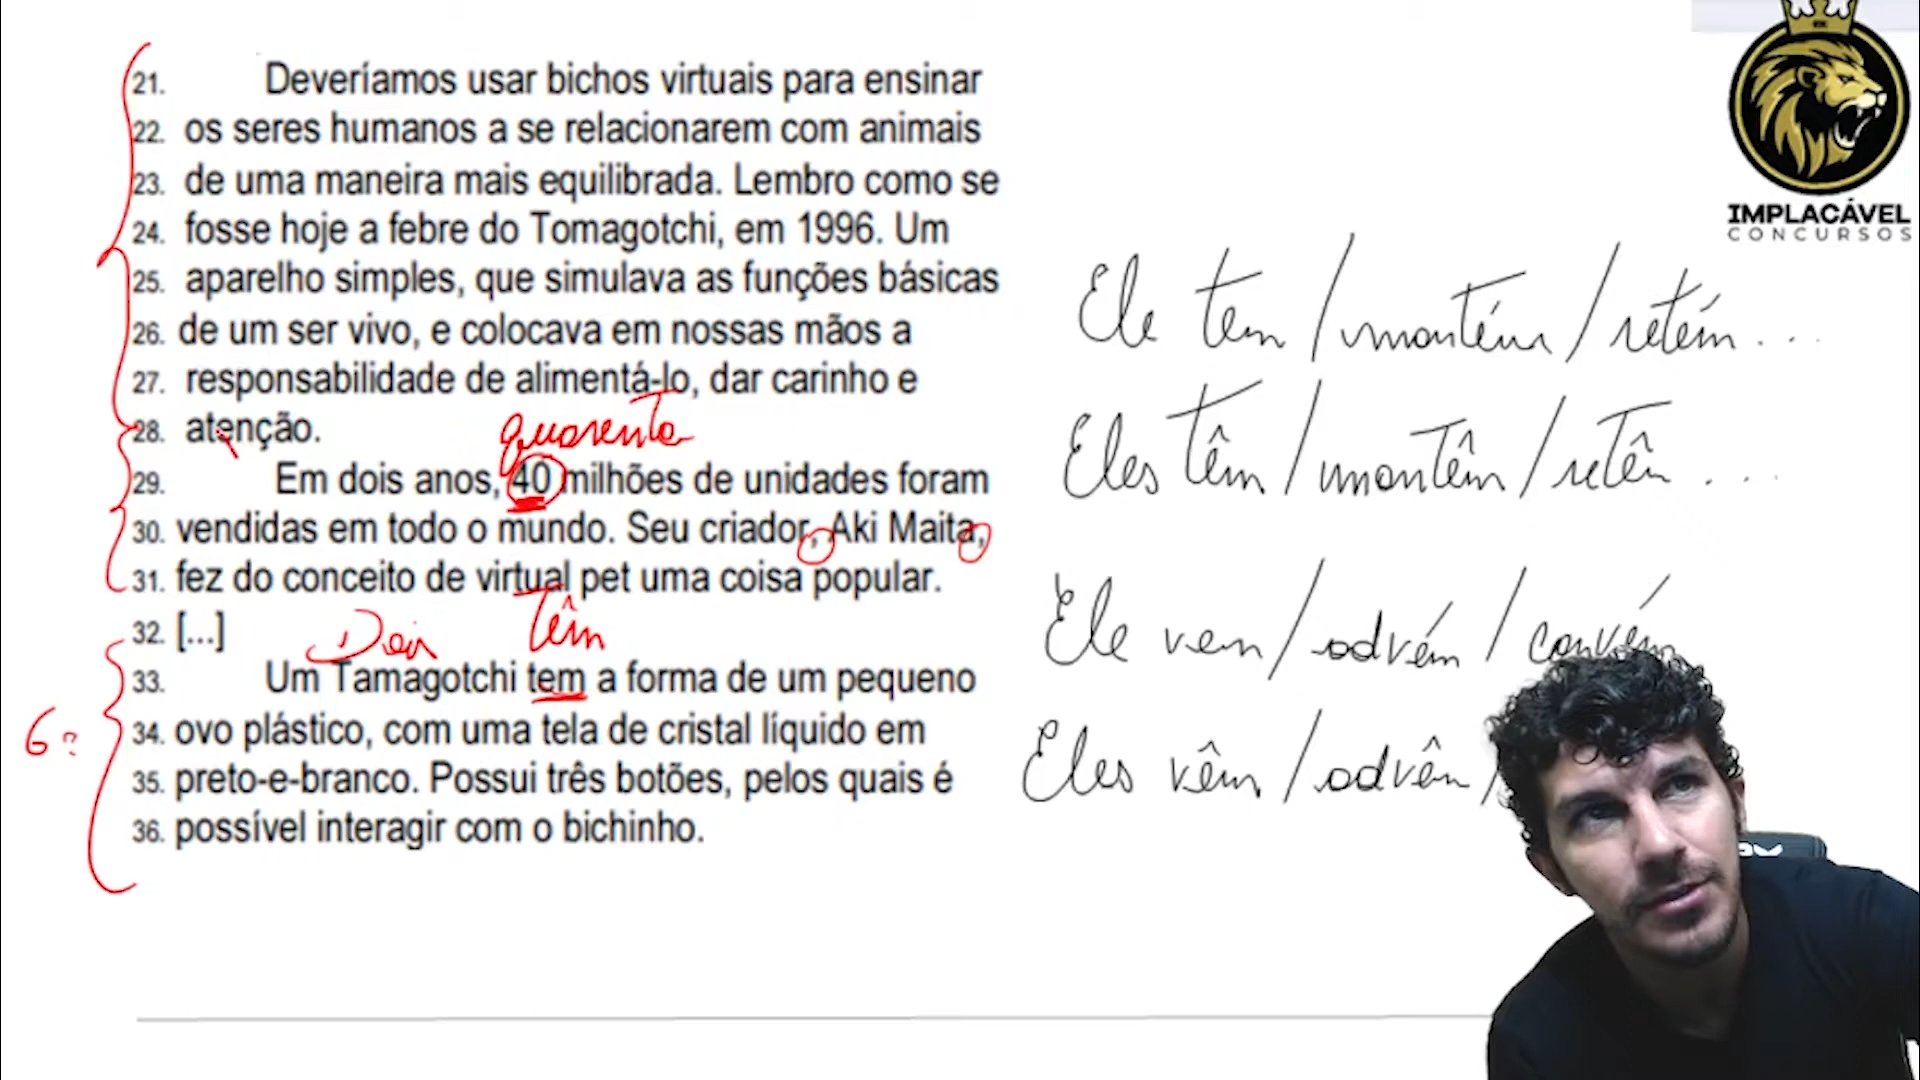 21. Deveríamos usar bichos virtuais para ensinar
22. os seres humanos a se relacionarem com animais
23. de uma maneira mais equilibrada. Lembro como se
24. fosse hoje a febre do Tomagotchi, em 1996. Um
25. aparelho simples, que simulava as funções básicas
26. de um ser vivo, e colocava em nossas mãos a
27. responsabilidade de alimentá-lo, dar carinho e
28. atenção.
quarenta
29. Em dois anos, 40 milhões de unidades foram
30. vendidas em todo o mundo. Seu criador, Aki Maita,
31. fez do conceito de virtual pet uma coisa popular.
32. [...]
Dois têm
33. Um Tamagotchi tem a forma de um pequeno
6? 34. ovo plástico, com uma tela de cristal líquido em
35. preto-e-branco. Possui três botões, pelos quais é
36. possível interagir com o bichinho.
IMPLACÁVEL
CONCURSOS
Ele tem / mantém / retém...
Eles têm / mantêm / retêm...
Ele vem / advém / convém
Eles vêm / advêm /